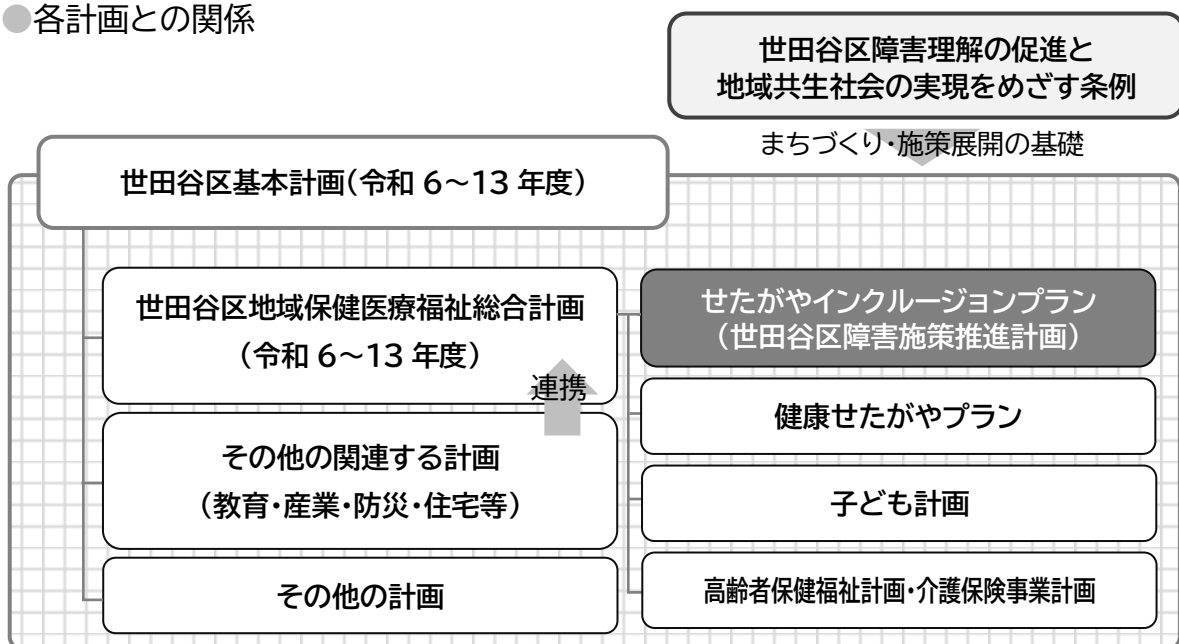 ●各計画との関係
世田谷区障害理解の促進と
地域共生社会の実現をめざす条例
まちづくり・施策展開の基礎
世田谷区基本計画(令和 6～13 年度)
世田谷区地域保健医療福祉総合計画
(令和 6～13 年度)
連携
その他の関連する計画
(教育・産業・防災・住宅等)
その他の計画
せたがやインクルージョンプラン
(世田谷区障害施策推進計画)
健康せたがやプラン
子ども計画
高齢者保健福祉計画・介護保険事業計画